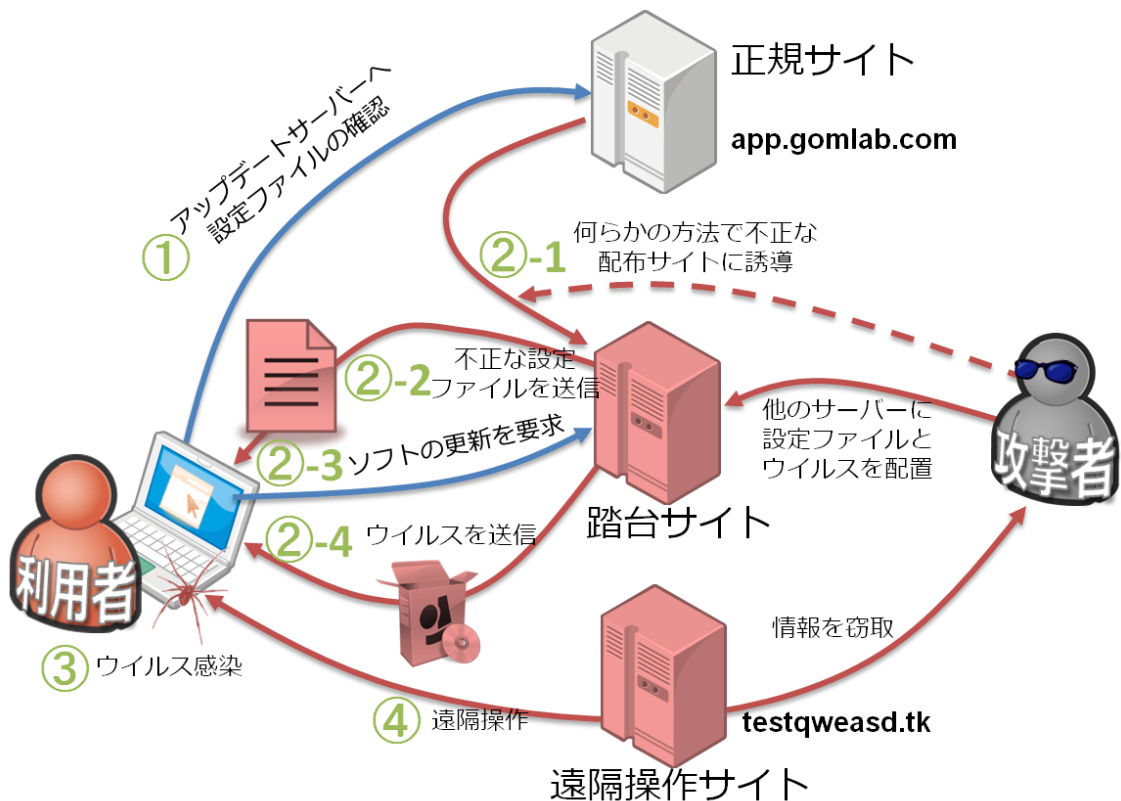 正規サイト
app.gomlab.com
アップデートサーバーへ
設定ファイルの確認
①
②-1
何らかの方法で不正な
配布サイトに誘導
②-2
不正な設定
ファイルを送信
②-3
ソフトの更新を要求
他のサーバーに
設定ファイルと
ウイルスを配置
攻撃者
踏台サイト
②-4
ウイルスを送信
利用者
③
ウイルス感染
④
遠隔操作
情報を窃取
testqweasd.tk
遠隔操作サイト